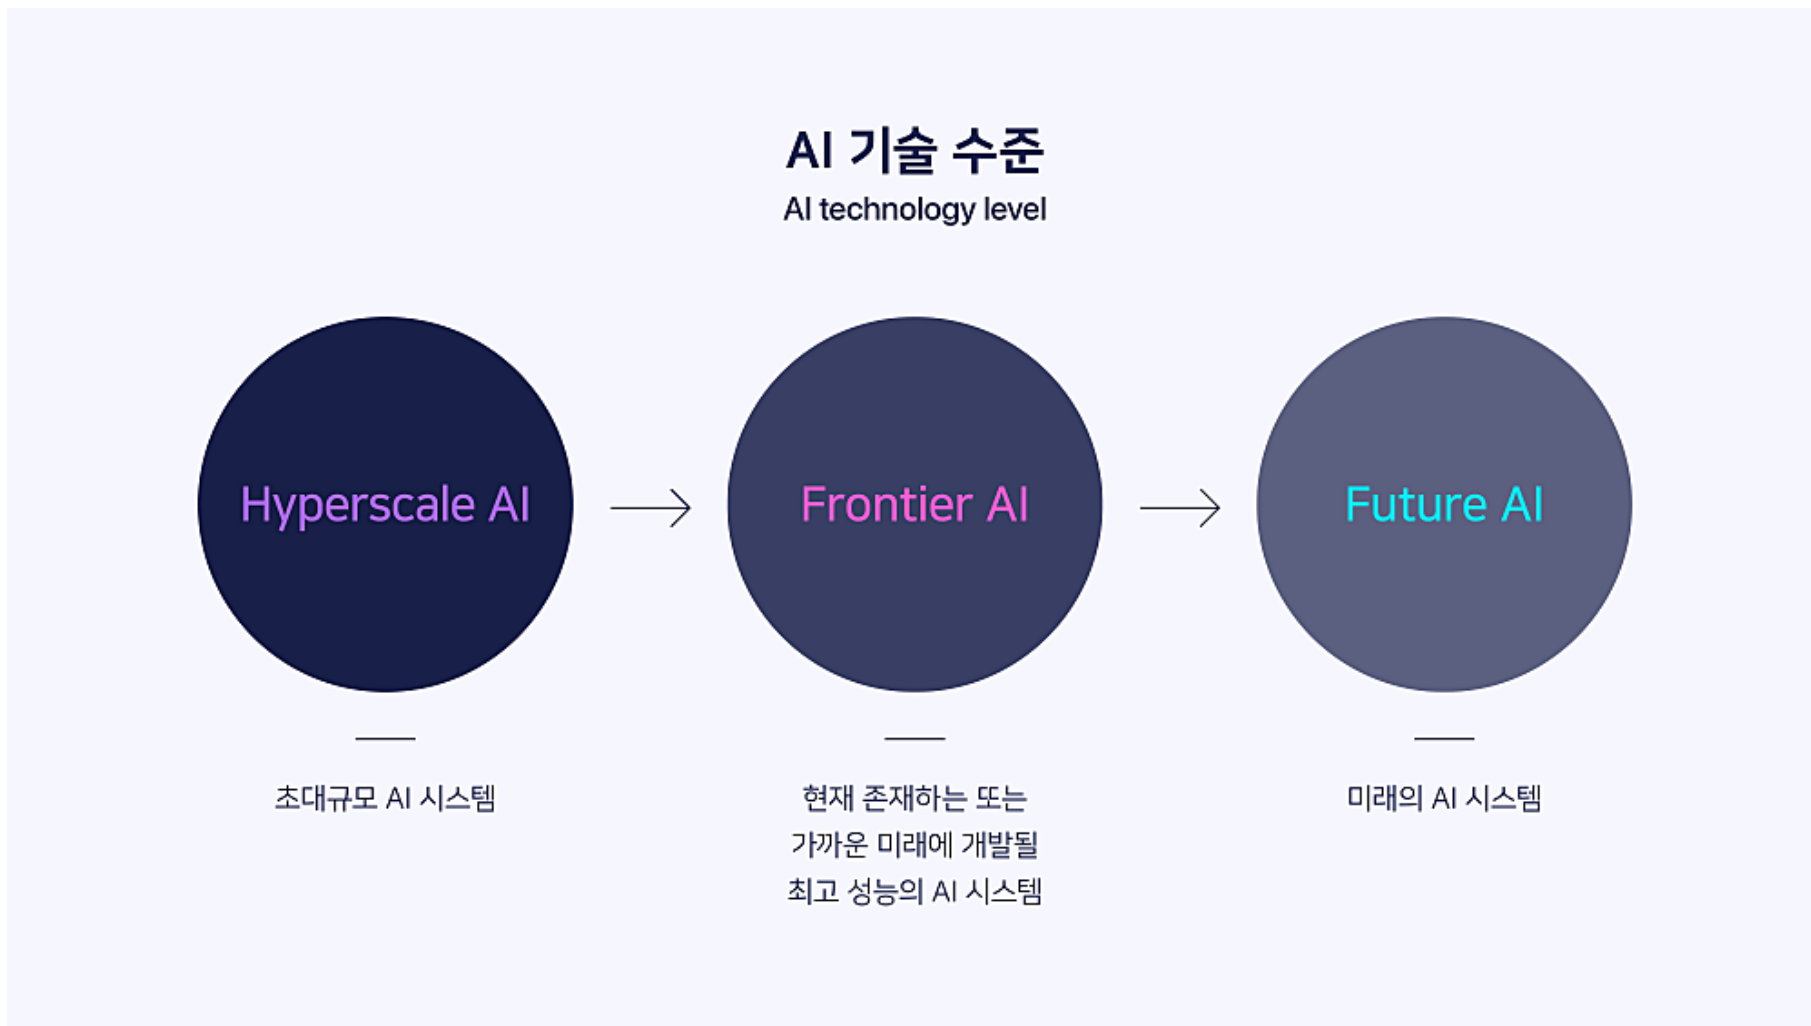 AI 기술 수준
AI technology level
Hyperscale AI
Frontier AI
Future AI
초대규모 AI 시스템
현재 존재하는 또는
가까운 미래에 개발될
최고 성능의 AI 시스템
미래의 AI 시스템